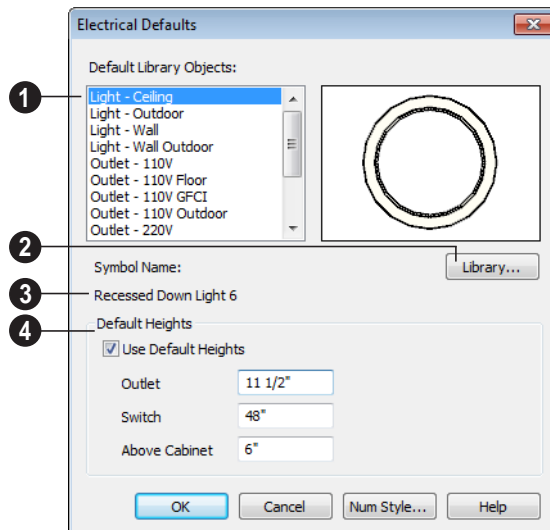 Electrical Defaults
Default Library Objects:
1
Light - Ceiling
Light - Outdoor
Light - Wall
Light - Wall Outdoor
Outlet - 110V
Outlet - 110V Floor
Outlet - 110V GFCI
Outlet - 110V Outdoor
Outlet - 220V
2
Symbol Name:
Library...
3
Recessed Down Light 6
4
Default Heights
Use Default Heights
Outlet 11 1/2"
Switch 48"
Above Cabinet 6"
OK Cancel Num Style... Help